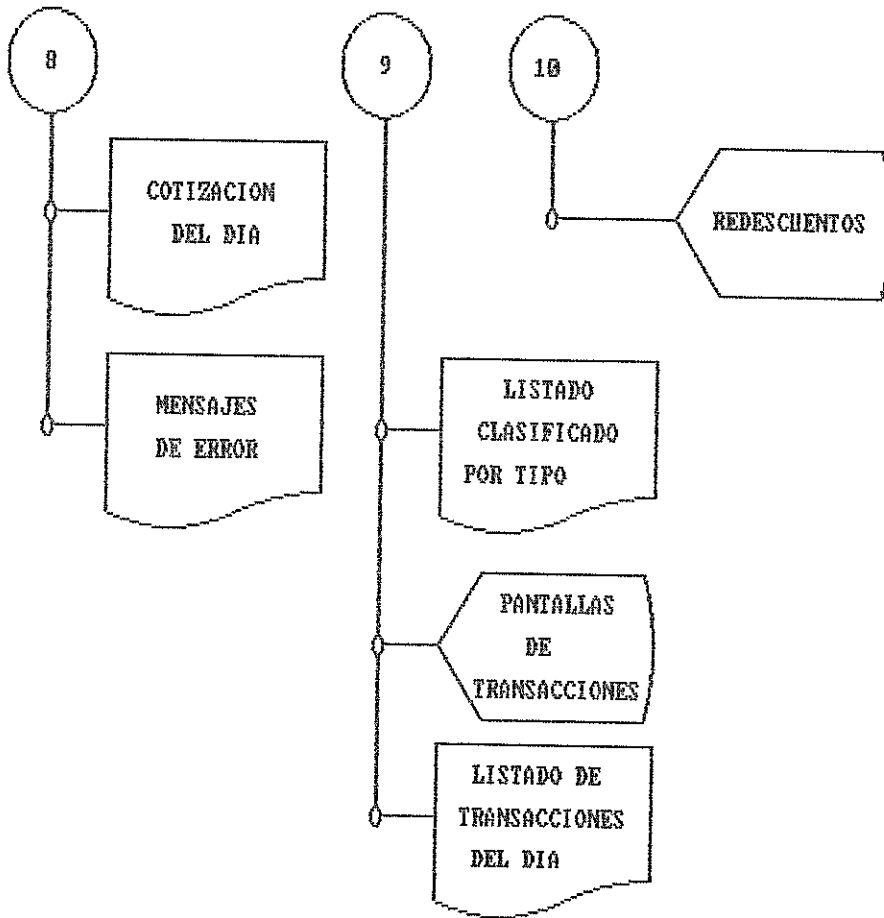 8
9
10
COTIZACION
DEL DIA
REDESCUENTOS
MENSAJES
DE ERROR
LISTADO
CLASIFICADO
POR TIPO
PANTALLAS
DE
TRANSACCIONES
LISTADO DE
TRANSACCIONES
DEL DIA